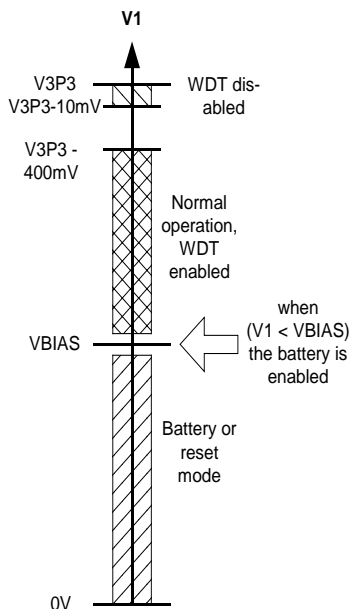 V1
V3P3
WDT dis-
abled
V3P3-10mV
V3P3 -
400mV
Normal
operation,
WDT
enabled
VBIAS
when
(V1 < VBIAS)
the battery is
enabled
Battery or
reset
mode
0V